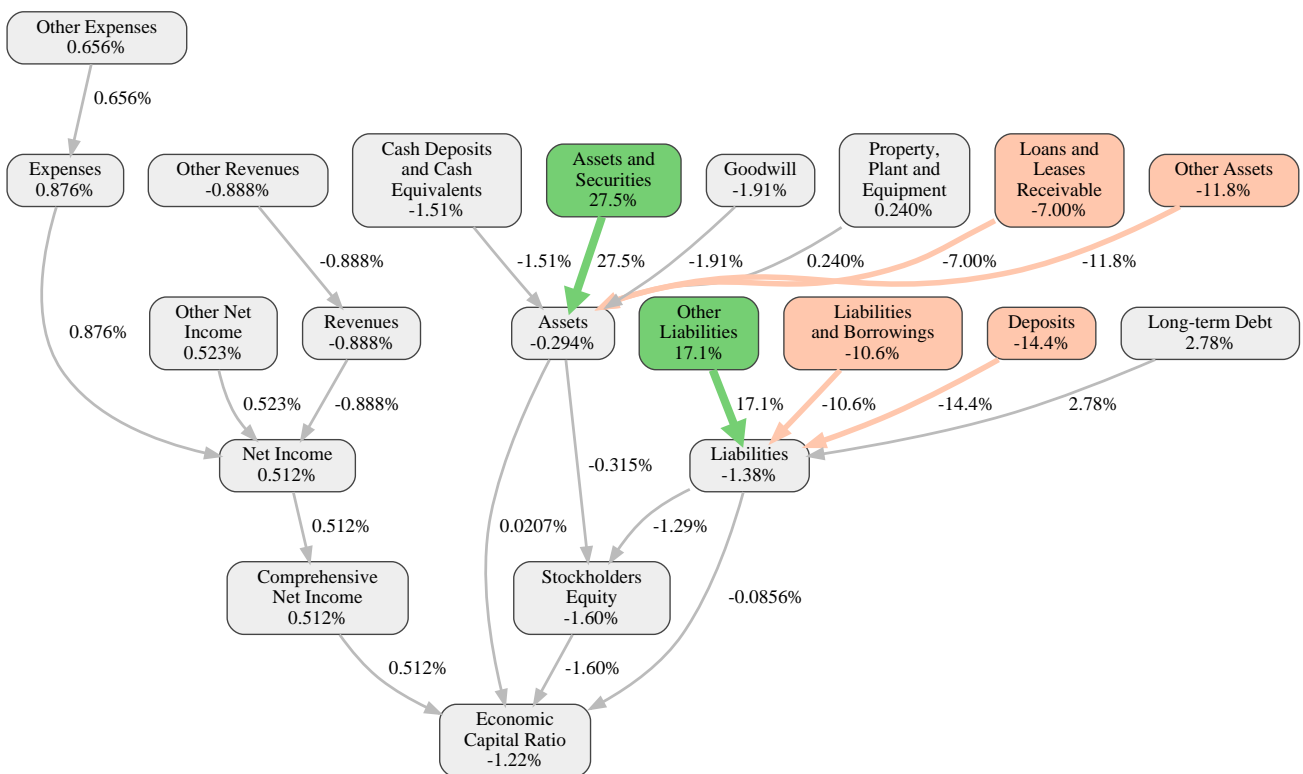 Other Expenses
0.656%
0.656%
Expenses
0.876%
Other Revenues
-0.888%
Cash Deposits
and Cash
Equivalents
-1.51%
Assets and
Securities
27.5%
Goodwill
-1.91%
Property,
Plant and
Equipment
0.240%
Loans and
Leases
Receivable
-7.00%
Other Assets
-11.8%
-0.888%
-1.51%
27.5%
-1.91%
0.240%
-7.00%
-11.8%
0.876%
Other Net
Income
0.523%
Revenues
-0.888%
Assets
-0.294%
Other
Liabilities
17.1%
Liabilities
and Borrowings
-10.6%
Deposits
-14.4%
Long-term Debt
2.78%
0.523%
-0.888%
17.1%
-10.6%
-14.4%
2.78%
Net Income
0.512%
-0.315%
Liabilities
-1.38%
0.512%
0.0207%
-1.29%
Comprehensive
Net Income
0.512%
Stockholders
Equity
-1.60%
-0.0856%
0.512%
-1.60%
Economic
Capital Ratio
-1.22%